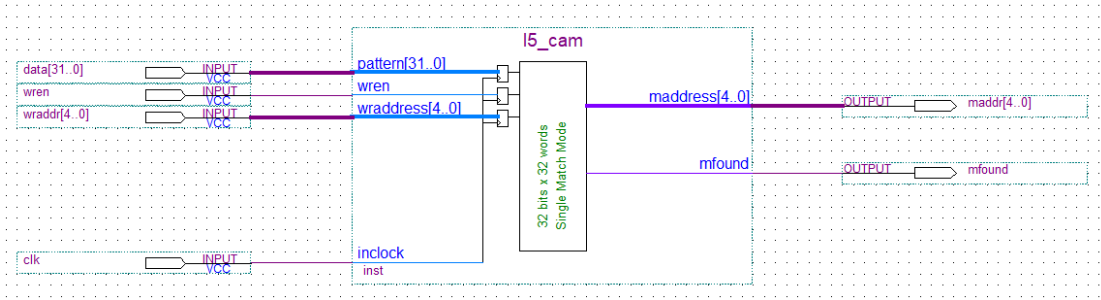 l5_cam
data[31..0] INPUT VCC pattern[31..0]
wren INPUT VCC wren
wraddr[4..0] INPUT VCC wraddress[4..0]
maddress[4..0] OUTPUT maddr[4..0]
mfound OUTPUT mfound
32 bits x 32 words
Single Match Mode
clk INPUT VCC inclock
inst